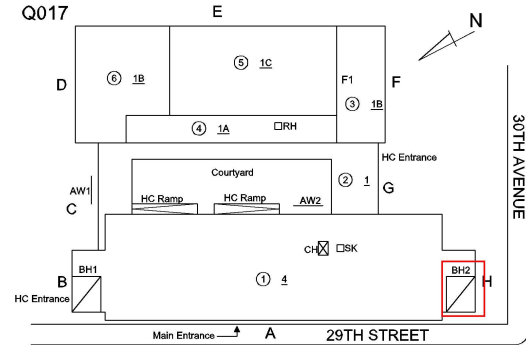 Q017
E
N
D
⑥ 1B
⑤ 1C
F1
F
③ 1B
④ 1A
RH
HC Entrance
Courtyard
AW1
② 1
G
HC Ramp
HC Ramp
AW2
C
CH
SK
B
BH1
BH2
H
① 4
HC Entrance
Main Entrance
A
29TH STREET
30TH AVENUE